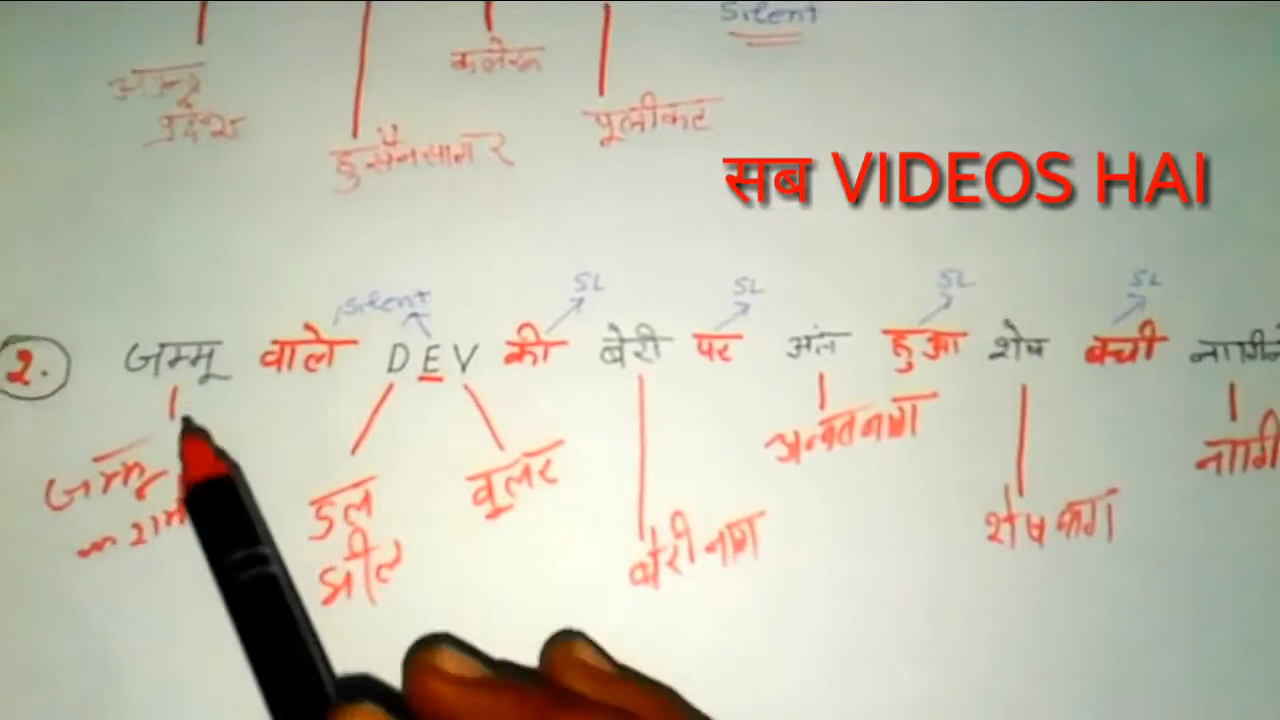 Silent
कलेरू
आन्ध्र
प्रदेश
पूलीकट
हुसैनसागर
सब VIDEOS HAI
Silent SL SL SL SL
2. जम्मू वाले DEV की बेरी पर अंत हुआ शेष बची नागीन
अनन्तनाग
नागी
जम्मू
डल वूलर
झील बेरीनाग शेषनाग